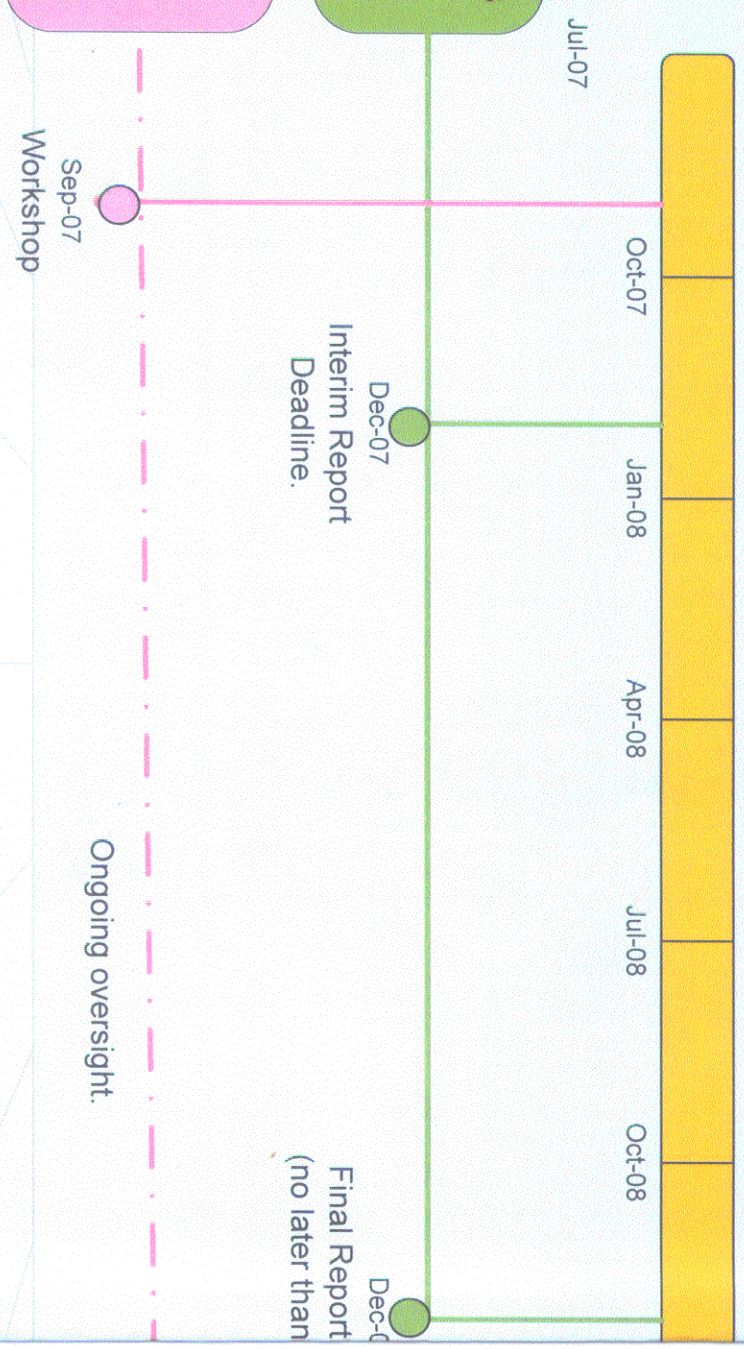 Jul-07
Oct-07
Jan-08
Apr-08
Jul-08
Oct-08
Dec-07
Interim Report
Deadline.
Final Report
(no later than
Sep-07
Workshop
Ongoing oversight.